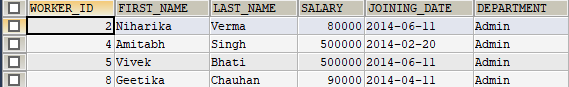 WORKER_ID FIRST_NAME LAST_NAME SALARY JOINING_DATE DEPARTMENT
2 Niharika Verma 80000 2014-06-11 Admin
4 Amitabh Singh 500000 2014-02-20 Admin
5 Vivek Bhati 500000 2014-06-11 Admin
8 Geetika Chauhan 90000 2014-04-11 Admin